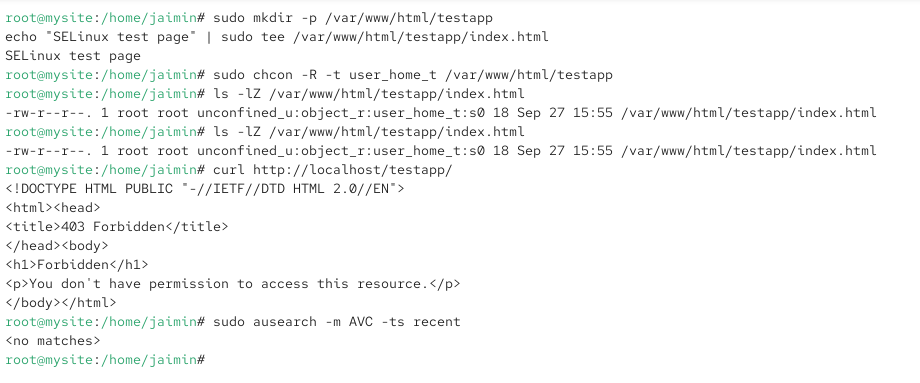 root@mysite:/home/jaimin# sudo mkdir -p /var/www/html/testapp
echo "SELinux test page" | sudo tee /var/www/html/testapp/index.html
SELinux test page
root@mysite:/home/jaimin# sudo chcon -R -t user_home_t /var/www/html/testapp
root@mysite:/home/jaimin# ls -lZ /var/www/html/testapp/index.html
-rw-r--r--. 1 root root unconfined_u:object_r:user_home_t:s0 18 Sep 27 15:55 /var/www/html/testapp/index.html
root@mysite:/home/jaimin# ls -lZ /var/www/html/testapp/index.html
-rw-r--r--. 1 root root unconfined_u:object_r:user_home_t:s0 18 Sep 27 15:55 /var/www/html/testapp/index.html
root@mysite:/home/jaimin# curl http://localhost/testapp/
<!DOCTYPE HTML PUBLIC "-//IETF//DTD HTML 2.0//EN">
<html><head>
<title>403 Forbidden</title>
</head><body>
<h1>Forbidden</h1>
<p>You don't have permission to access this resource.</p>
</body></html>
root@mysite:/home/jaimin# sudo ausearch -m AVC -ts recent
<no matches>
root@mysite:/home/jaimin#